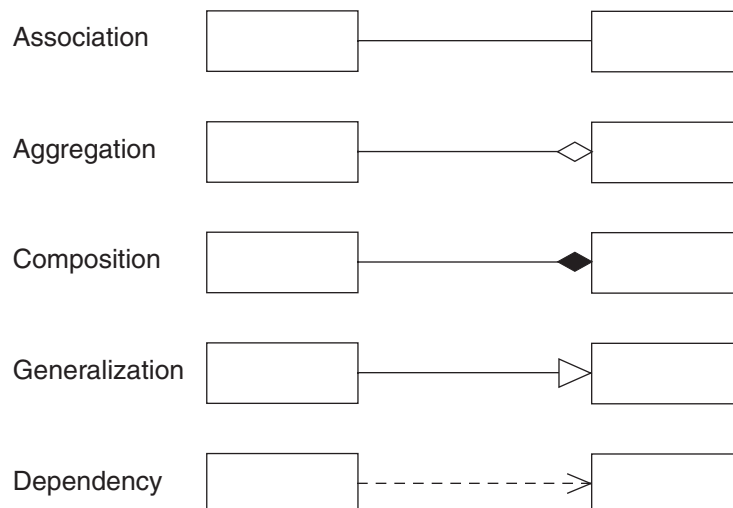 Association
Aggregation
Composition
Generalization
Dependency